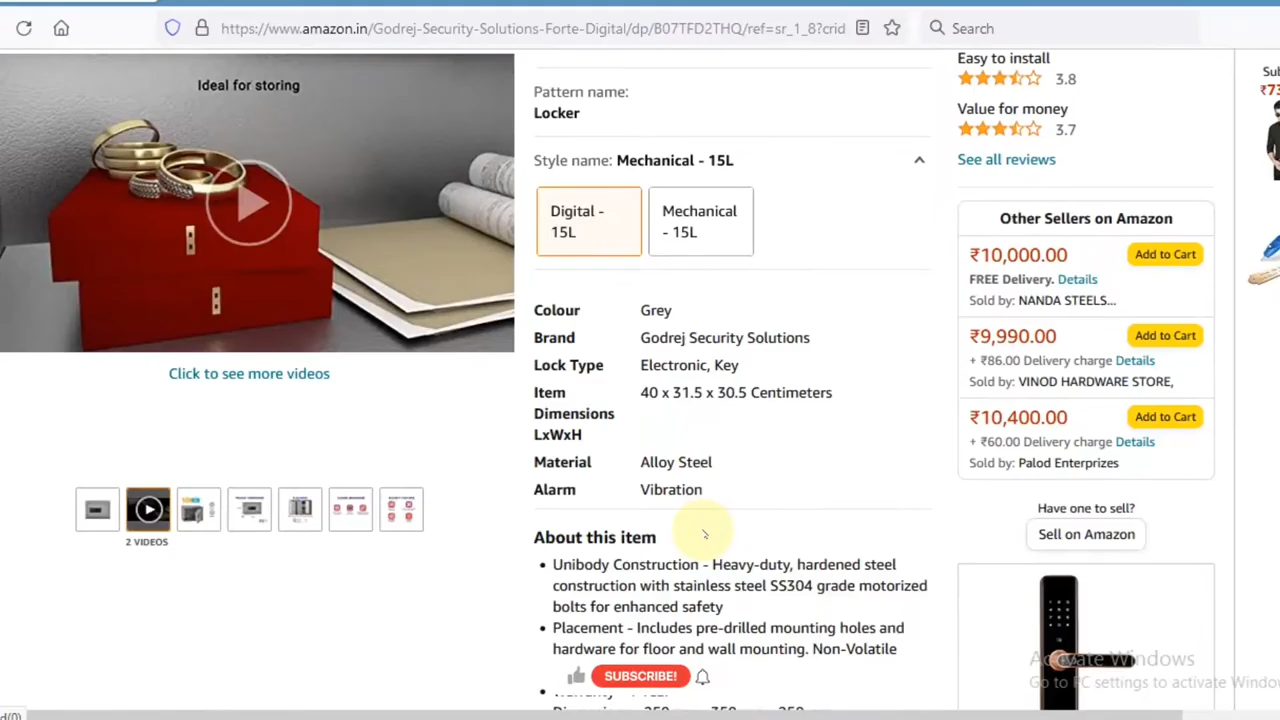 https://www.amazon.in/Godrej-Security-Solutions-Forte-Digital/dp/B07TFD2THQ/ref=sr_1_8?crid
Search
Ideal for storing
Click to see more videos
2 VIDEOS
Pattern name:
Locker
Style name: Mechanical - 15L
Digital -
15L
Mechanical
- 15L
Colour Grey
Brand Godrej Security Solutions
Lock Type Electronic, Key
Item 40 x 31.5 x 30.5 Centimeters
Dimensions
LxWxH
Material Alloy Steel
Alarm Vibration
About this item
• Unibody Construction - Heavy-duty, hardened steel
construction with stainless steel SS304 grade motorized
bolts for enhanced safety
• Placement - Includes pre-drilled mounting holes and
hardware for floor and wall mounting. Non-Volatile
SUBSCRIBE!
Easy to install
3.8
Value for money
3.7
See all reviews
Other Sellers on Amazon
₹10,000.00 Add to Cart
FREE Delivery. Details
Sold by: NANDA STEELS...
₹9,990.00 Add to Cart
+ ₹86.00 Delivery charge Details
Sold by: VINOD HARDWARE STORE,
₹10,400.00 Add to Cart
+ ₹60.00 Delivery charge Details
Sold by: Palod Enterprizes
Have one to sell?
Sell on Amazon
Activate Windows
Go to PC settings to activate Windows